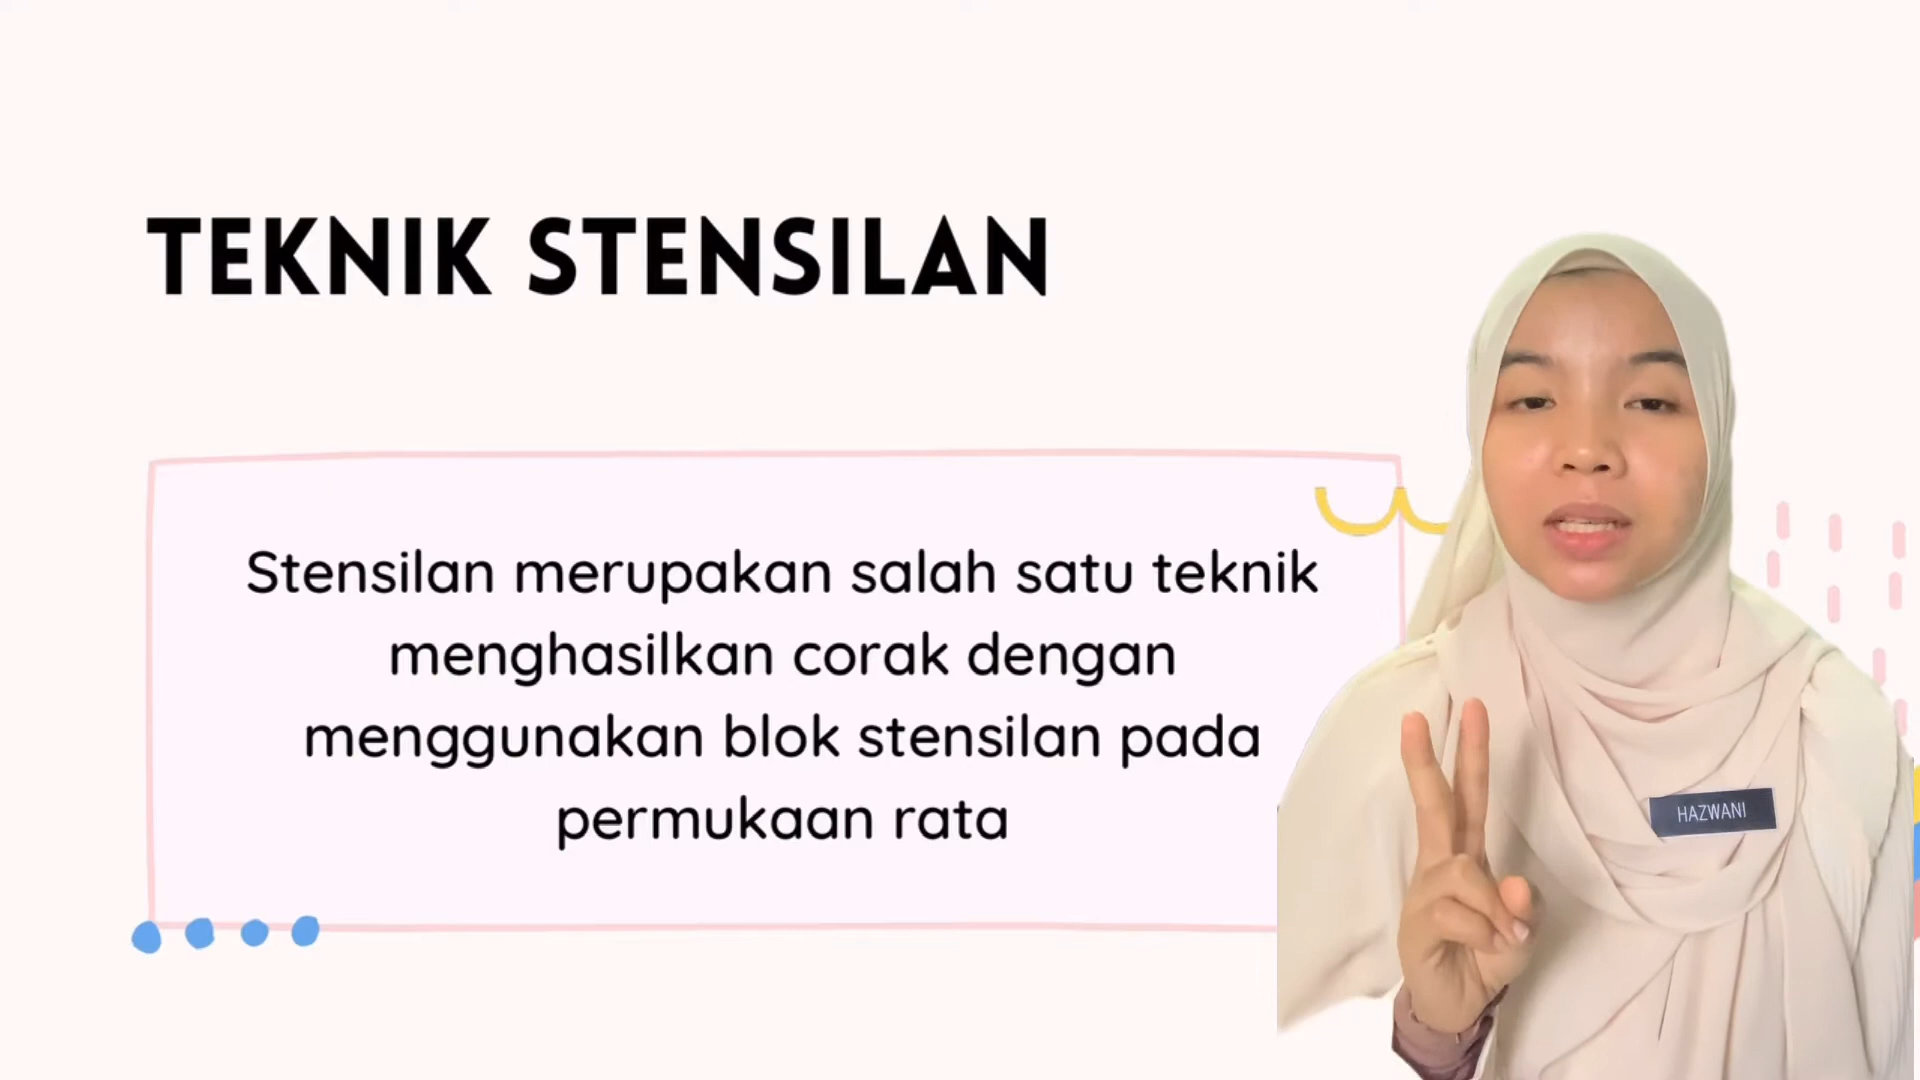 TEKNIK STENSILAN
Stensilan merupakan salah satu teknik
menghasilkan corak dengan
menggunakan blok stensilan pada
permukaan rata
HAZWANI